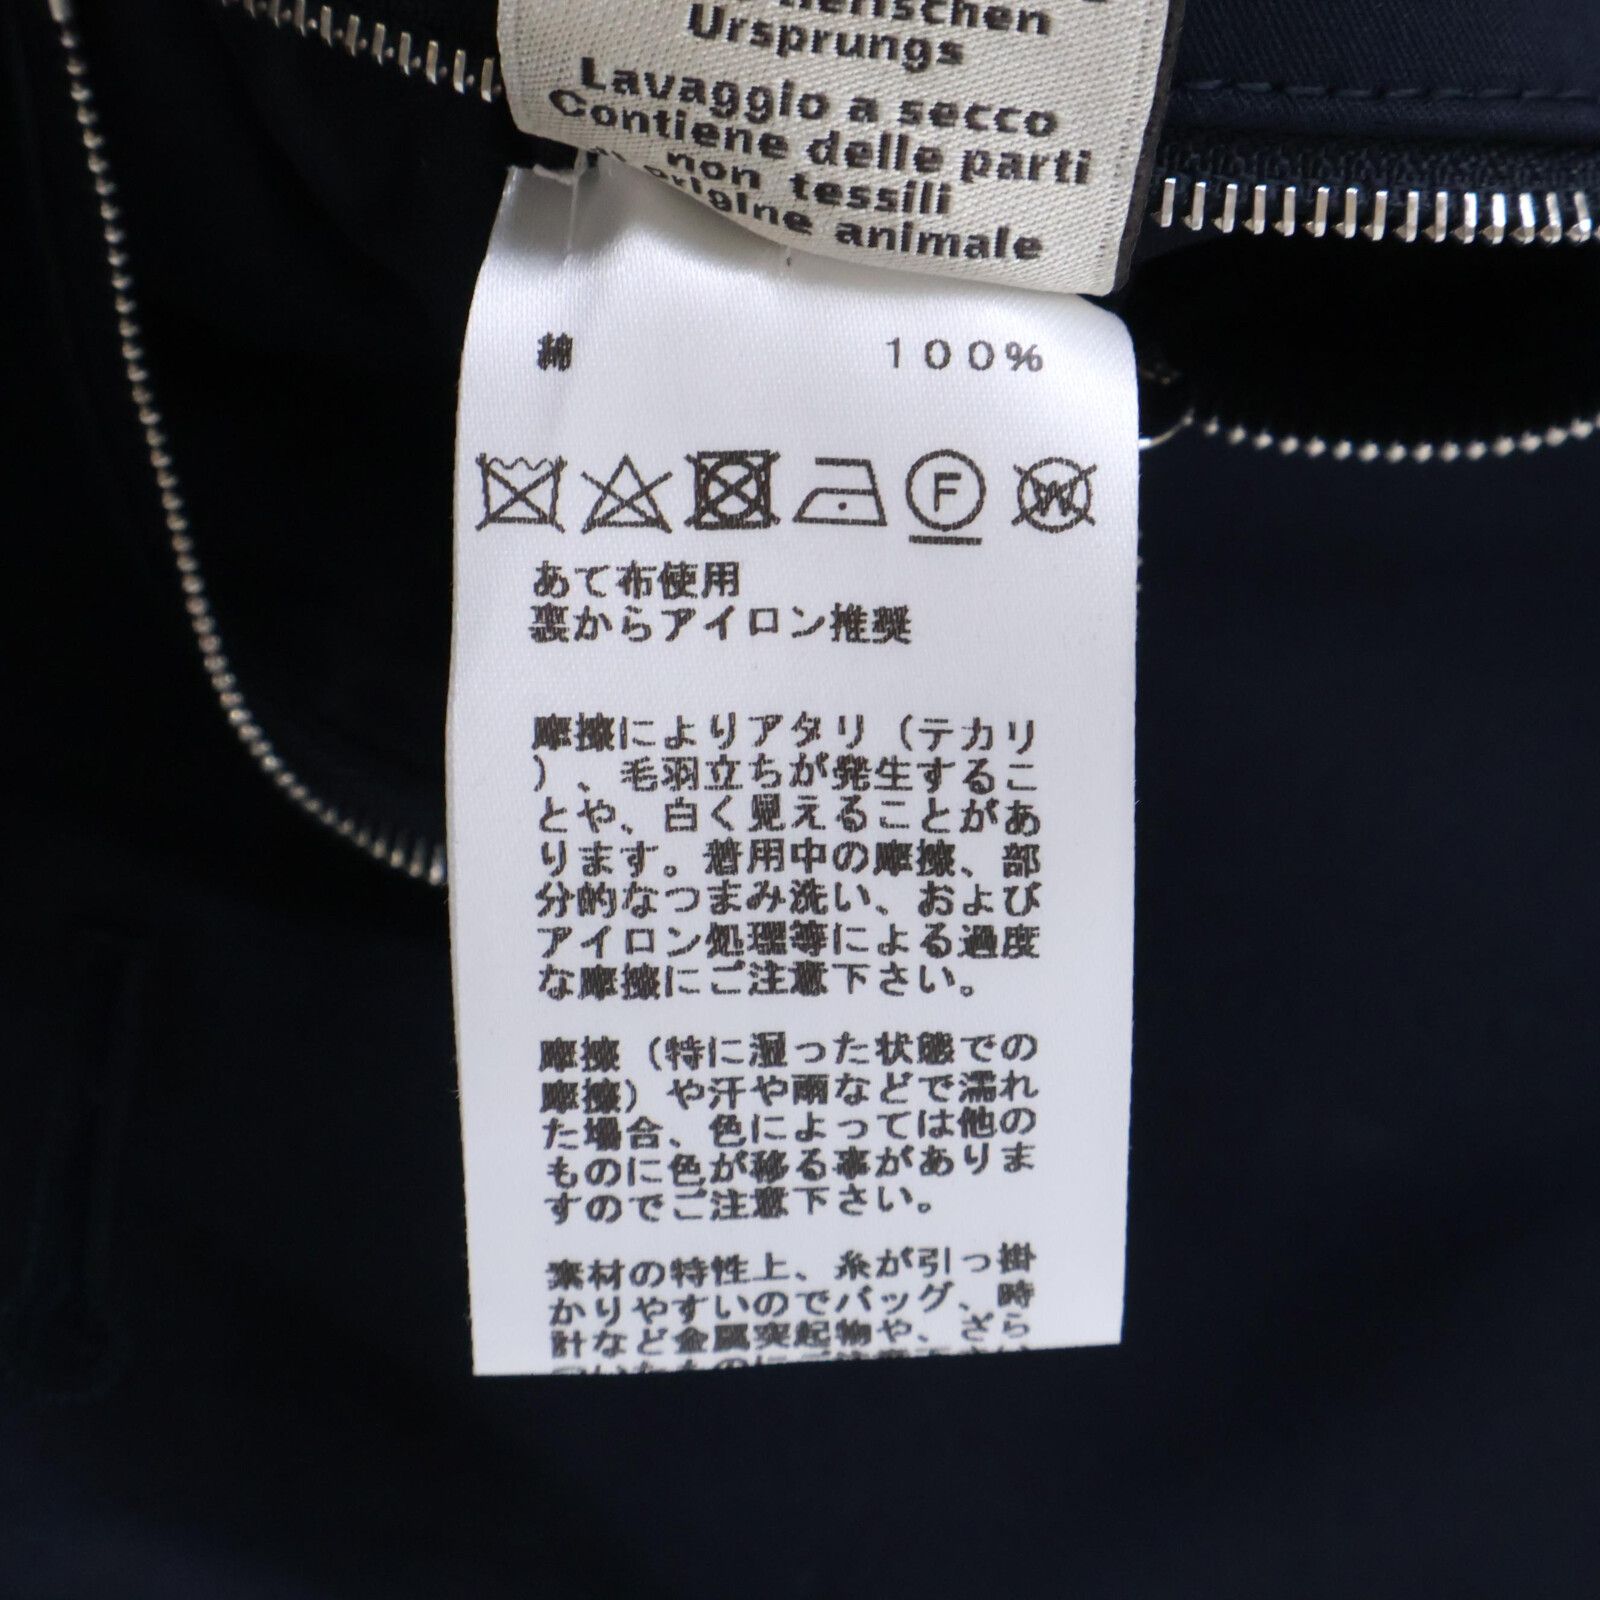 Ursprungs
Lavaggio a secco
Contiene delle parti
non tessili
origine animale
綿 100%
F
W
あて布使用
裏からアイロン推奨
摩擦によりアタリ（テカリ
）、毛羽立ちが発生するこ
とや、白く見えることがあ
ります。着用中の摩擦、部
分的なつまみ洗い、および
アイロン処理等による過度
な摩擦にご注意下さい。
摩擦（特に湿った状態での
摩擦）や汗や雨などで濡れ
た場合、色によっては他の
ものに色が移る事がありま
すのでご注意下さい。
素材の特性上、糸が引っ掛
かりやすいのでバッグ、時
計など金属突起物や、ざら